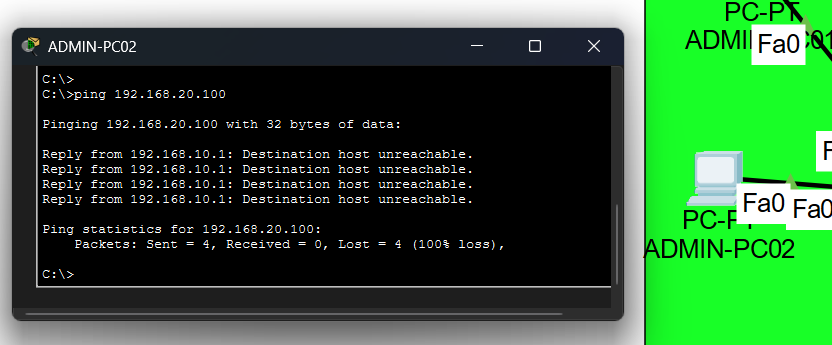 ADMIN-PC02
C:\>
C:\>ping 192.168.20.100
Pinging 192.168.20.100 with 32 bytes of data:
Reply from 192.168.10.1: Destination host unreachable.
Reply from 192.168.10.1: Destination host unreachable.
Reply from 192.168.10.1: Destination host unreachable.
Reply from 192.168.10.1: Destination host unreachable.
Ping statistics for 192.168.20.100:
Packets: Sent = 4, Received = 0, Lost = 4 (100% loss),
C:\>
PC-PT
Fa0
Fa0
Fa0
ADMIN-PC02